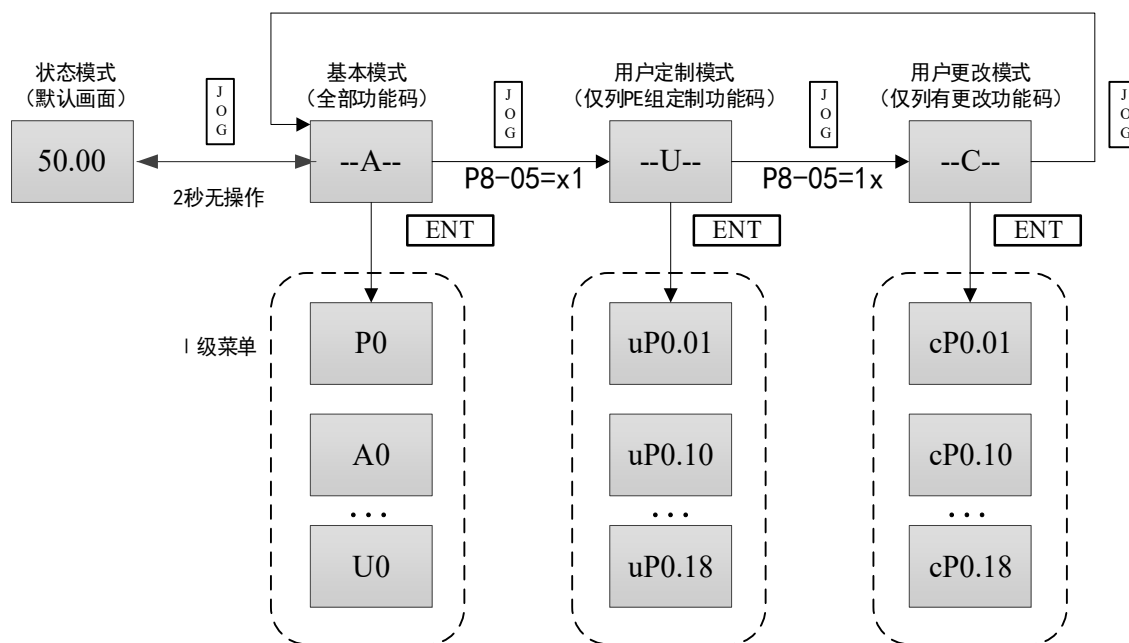 状态模式
(默认画面)
JOG
基本模式
(全部功能码)
JOG
用户定制模式
(仅列PE组定制功能码)
JOG
用户更改模式
(仅列有更改功能码)
JOG
50.00
2秒无操作
--A--
P8-05=x1
--U--
P8-05=1x
--C--
ENT
ENT
ENT
I级菜单
P0
uP0.01
cP0.01
A0
uP0.10
cP0.10
...
...
...
U0
uP0.18
cP0.18